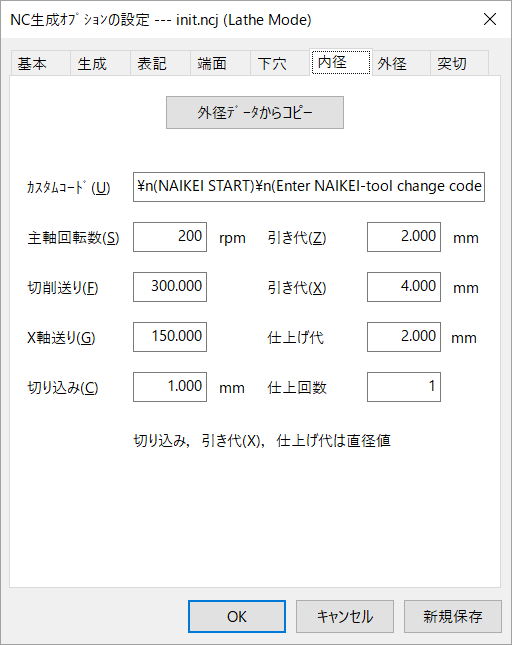 NC生成ｵﾌﾟｼｮﾝの設定 --- init.ncj (Lathe Mode)
基本 生成 表記 端面 下穴 内径 外径 突切
外径ﾃﾞｰﾀからｺﾋﾟｰ
ｶｽﾀﾑｺｰﾄﾞ(U) ¥n(NAIKEI START)¥n(Enter NAIKEI-tool change code
主軸回転数(S) 200 rpm 引き代(Z) 2.000 mm
切削送り(F) 300.000 引き代(X) 4.000 mm
X軸送り(G) 150.000 仕上げ代 2.000 mm
切り込み(C) 1.000 mm 仕上回数 1
切り込み, 引き代(X), 仕上げ代は直径値
OK ｷｬﾝｾﾙ 新規保存